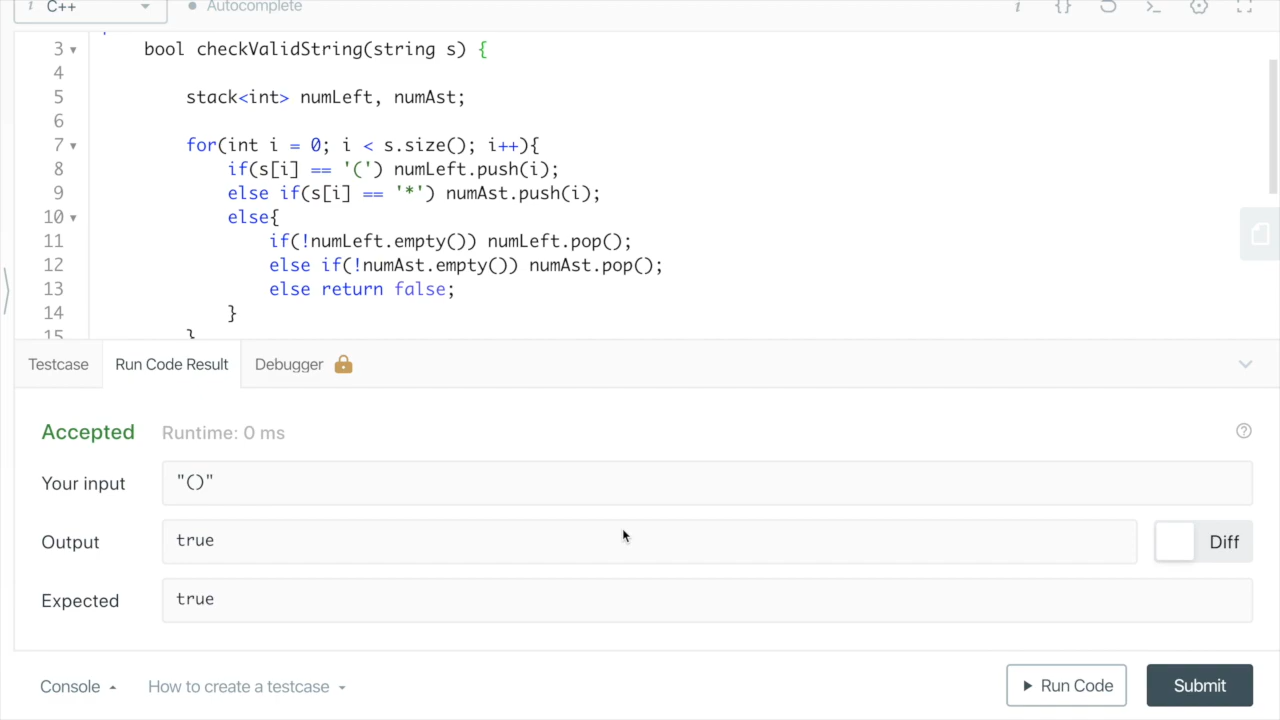 i C++ Autocomplete i {} >_
3 bool checkValidString(string s) {
4
5 stack<int> numLeft, numAst;
6
7 for(int i = 0; i < s.size(); i++){
8 if(s[i] == '(') numLeft.push(i);
9 else if(s[i] == '*') numAst.push(i);
10 else{
11 if(!numLeft.empty()) numLeft.pop();
12 else if(!numAst.empty()) numAst.pop();
13 else return false;
14 }
15 }
Testcase Run Code Result Debugger
Accepted Runtime: 0 ms ?
Your input "()"
Output true Diff
Expected true
Console How to create a testcase Run Code Submit